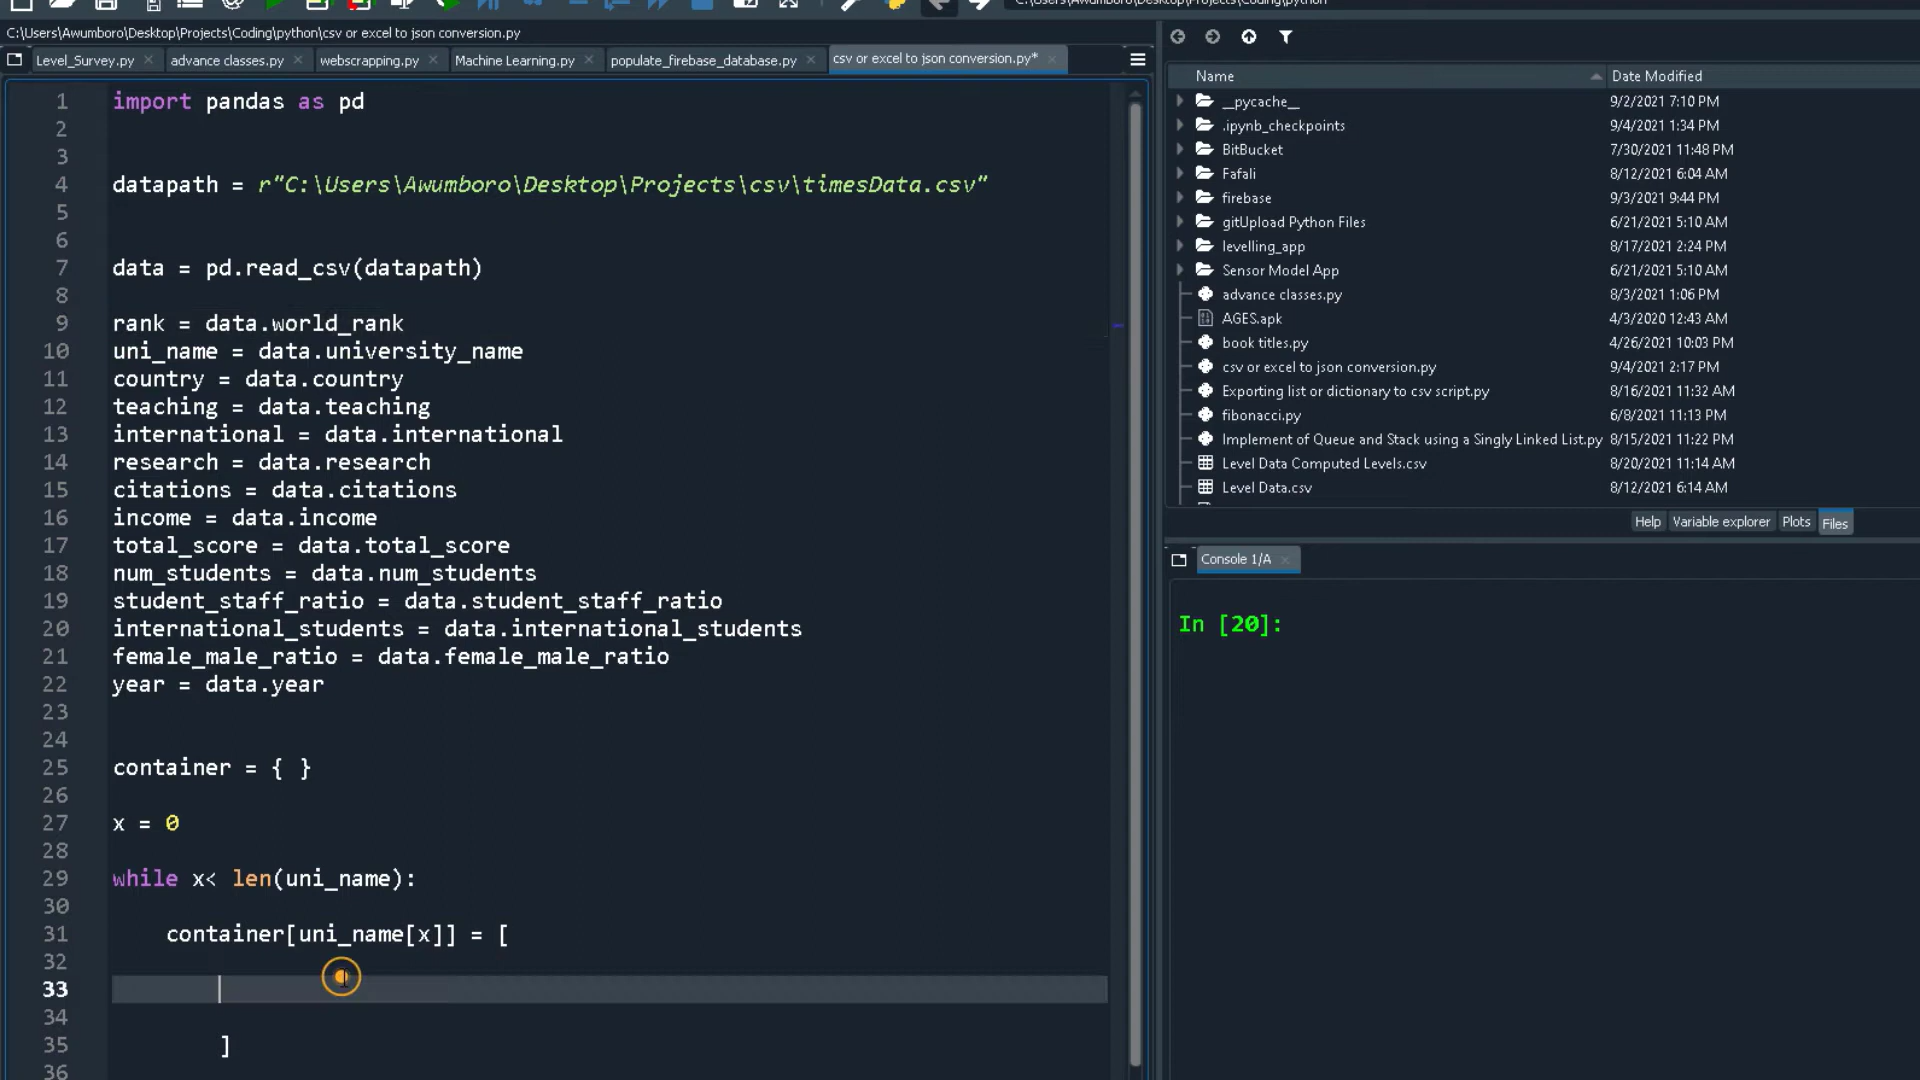 C:\Users\Awumboro\Desktop\Projects\Coding\python
C:\Users\Awumboro\Desktop\Projects\Coding\python\csv or excel to json conversion.py
Level_Survey.py
advance classes.py
webscrapping.py
Machine Learning.py
populate_firebase_database.py
csv or excel to json conversion.py*
1 import pandas as pd
2
3
4 datapath = r"C:\Users\Awumboro\Desktop\Projects\csv\timesData.csv"
5
6
7 data = pd.read_csv(datapath)
8
9 rank = data.world_rank
10 uni_name = data.university_name
11 country = data.country
12 teaching = data.teaching
13 international = data.international
14 research = data.research
15 citations = data.citations
16 income = data.income
17 total_score = data.total_score
18 num_students = data.num_students
19 student_staff_ratio = data.student_staff_ratio
20 international_students = data.international_students
21 female_male_ratio = data.female_male_ratio
22 year = data.year
23
24
25 container = { }
26
27 x = 0
28
29 while x< len(uni_name):
30
31 container[uni_name[x]] = [
32
33
34
35 ]
36
Name Date Modified
__pycache__ 9/2/2021 7:10 PM
.ipynb_checkpoints 9/4/2021 1:34 PM
BitBucket 7/30/2021 11:48 PM
Fafali 8/12/2021 6:04 AM
firebase 9/3/2021 9:44 PM
gitUpload Python Files 6/21/2021 5:10 AM
levelling_app 8/17/2021 2:24 PM
Sensor Model App 6/21/2021 5:10 AM
advance classes.py 8/3/2021 1:06 PM
AGES.apk 4/3/2020 12:43 AM
book titles.py 4/26/2021 10:03 PM
csv or excel to json conversion.py 9/4/2021 2:17 PM
Exporting list or dictionary to csv script.py 8/16/2021 11:32 AM
fibonacci.py 6/8/2021 11:13 PM
Implement of Queue and Stack using a Singly Linked List.py 8/15/2021 11:22 PM
Level Data Computed Levels.csv 8/20/2021 11:14 AM
Level Data.csv 8/12/2021 6:14 AM
Help Variable explorer Plots Files
Console 1/A
In [20]: